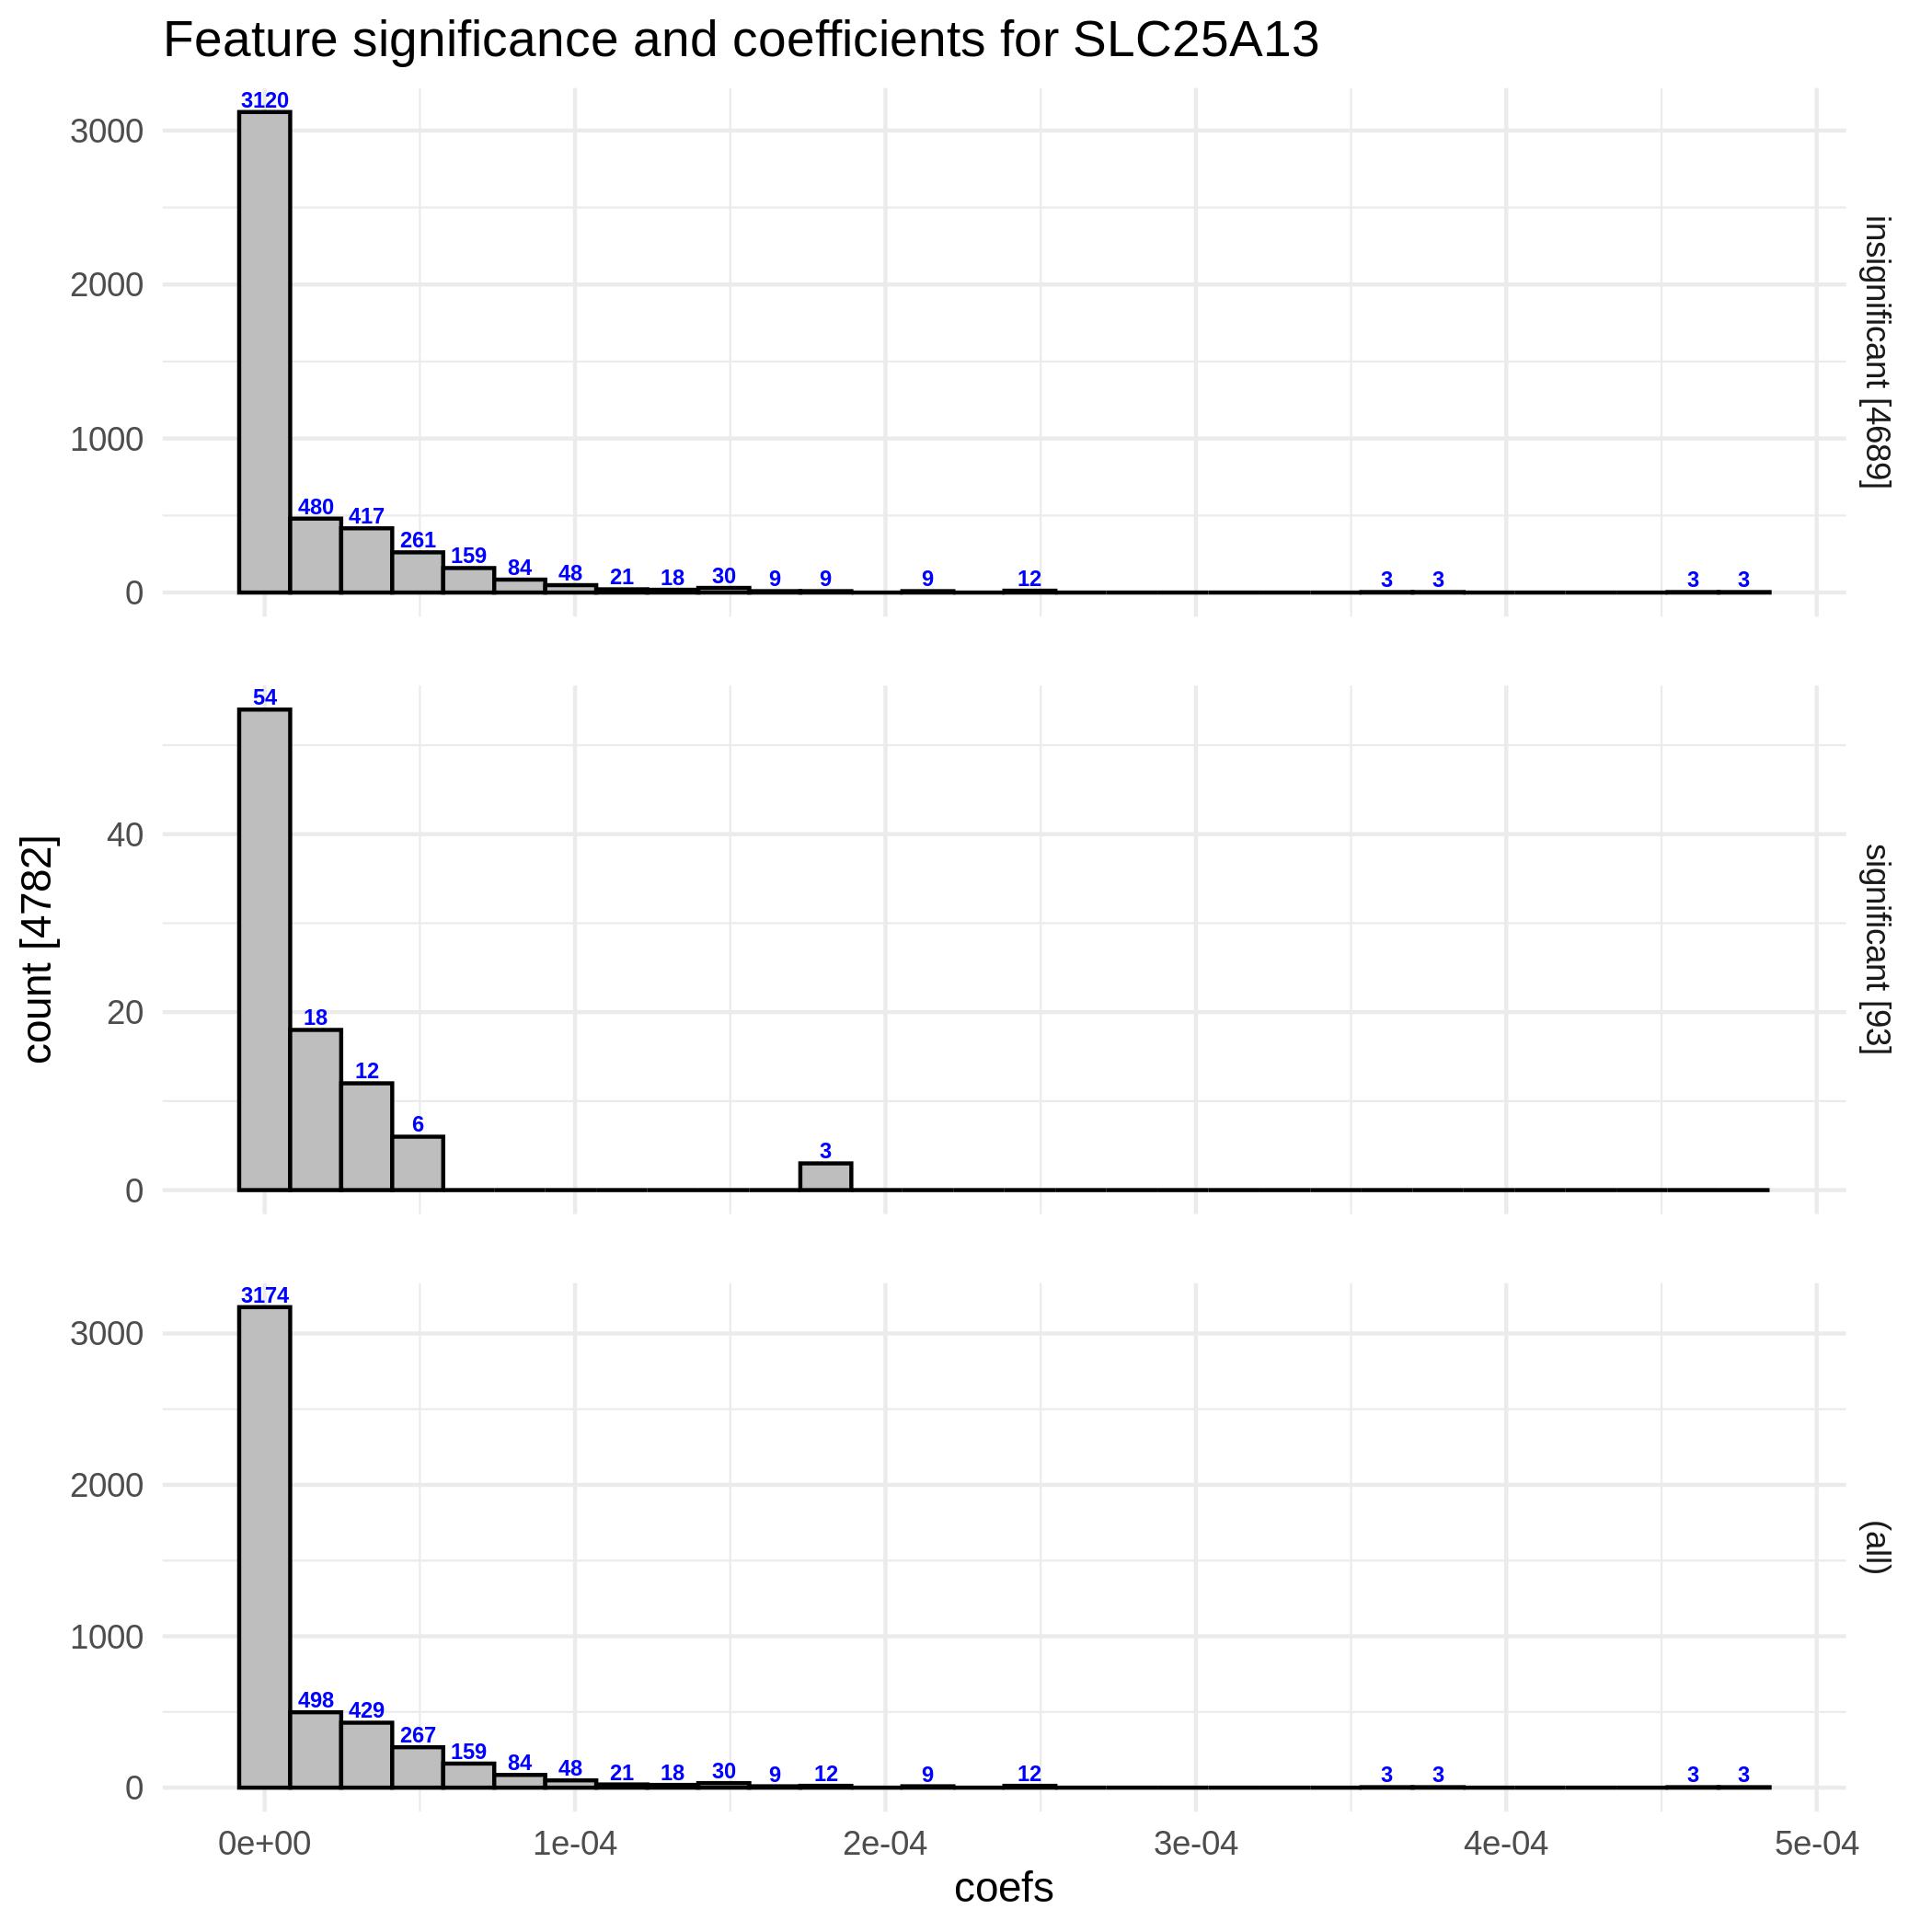 Feature significance and coefficients for SLC25A13
3120
3000
2000
1000
480 417 261 159 84 48 21 18 30 9 9 9 12 3 3 3 3
0
insignificant [4689]
54
40
20
18
12
6
3
0
significant [93]
count [4782]
3174
3000
2000
1000
498 429 267 159 84 48 21 18 30 9 12 9 12 3 3 3 3
0
(all)
0e+00 1e-04 2e-04 3e-04 4e-04 5e-04
coefs